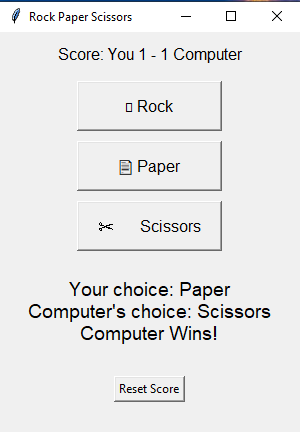 Rock Paper Scissors
Score: You 1 - 1 Computer
Rock
Paper
Scissors
Your choice: Paper
Computer's choice: Scissors
Computer Wins!
Reset Score